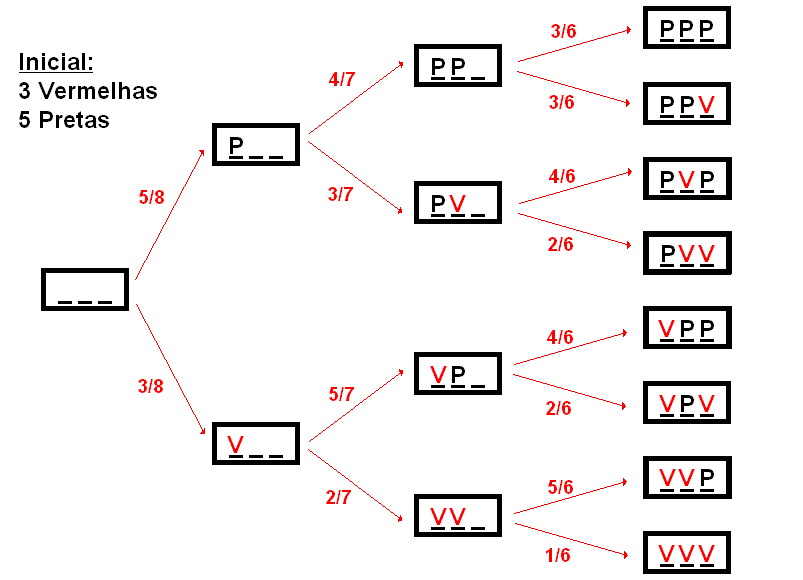 Inicial:
3 Vermelhas
5 Pretas
5/8
3/8
P _ _
V _ _
4/7
3/7
5/7
2/7
P P _
P V _
V P _
V V _
3/6
3/6
4/6
2/6
4/6
2/6
5/6
1/6
P P P
P P V
P V P
P V V
V P P
V P V
V V P
V V V